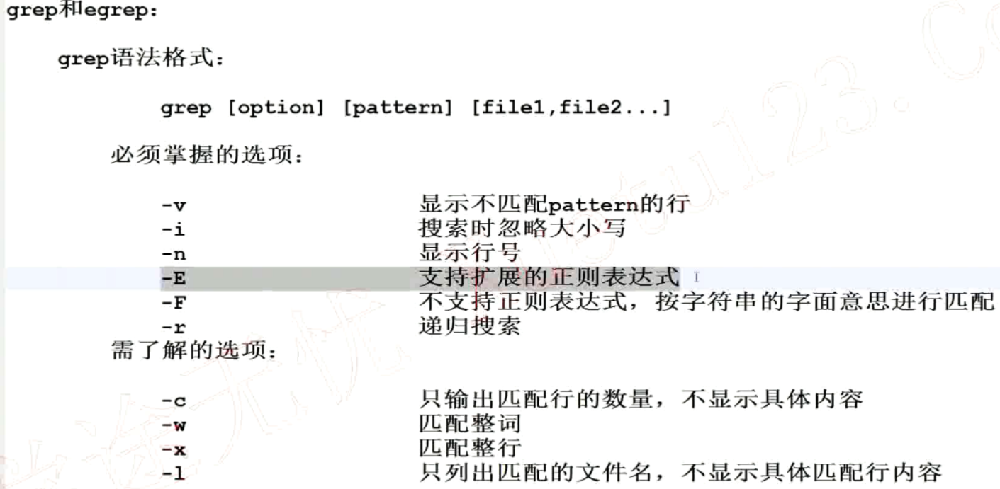 grep和egrep：
grep语法格式：
grep [option] [pattern] [file1,file2...]
必须掌握的选项：
-v 显示不匹配pattern的行
-i 搜索时忽略大小写
-n 显示行号
-E 支持扩展的正则表达式
-F 不支持正则表达式，按字符串的字面意思进行匹配
-r 递归搜索
需了解的选项：
-c 只输出匹配行的数量，不显示具体内容
-w 匹配整词
-x 匹配整行
-l 只列出匹配的文件名，不显示具体匹配行内容